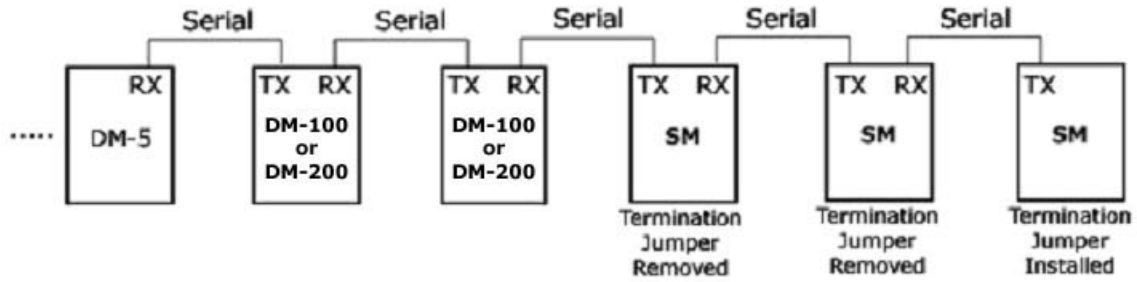 Serial Serial Serial Serial Serial
RX TX RX TX RX TX RX TX RX TX
..... DM-5
DM-100
or
DM-200
DM-100
or
DM-200
SM
SM
SM
Termination
Jumper
Removed
Termination
Jumper
Removed
Termination
Jumper
Installed